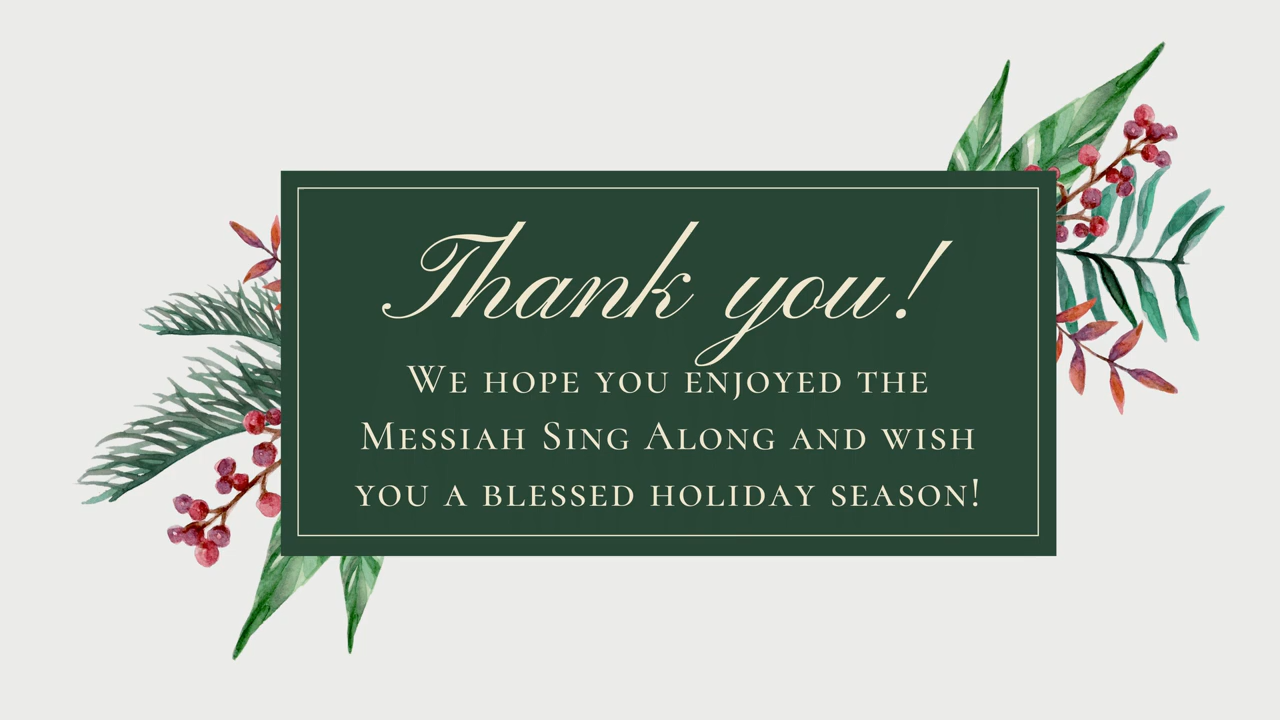 Thank you!
We hope you enjoyed the
Messiah Sing Along and wish
you a blessed holiday season!